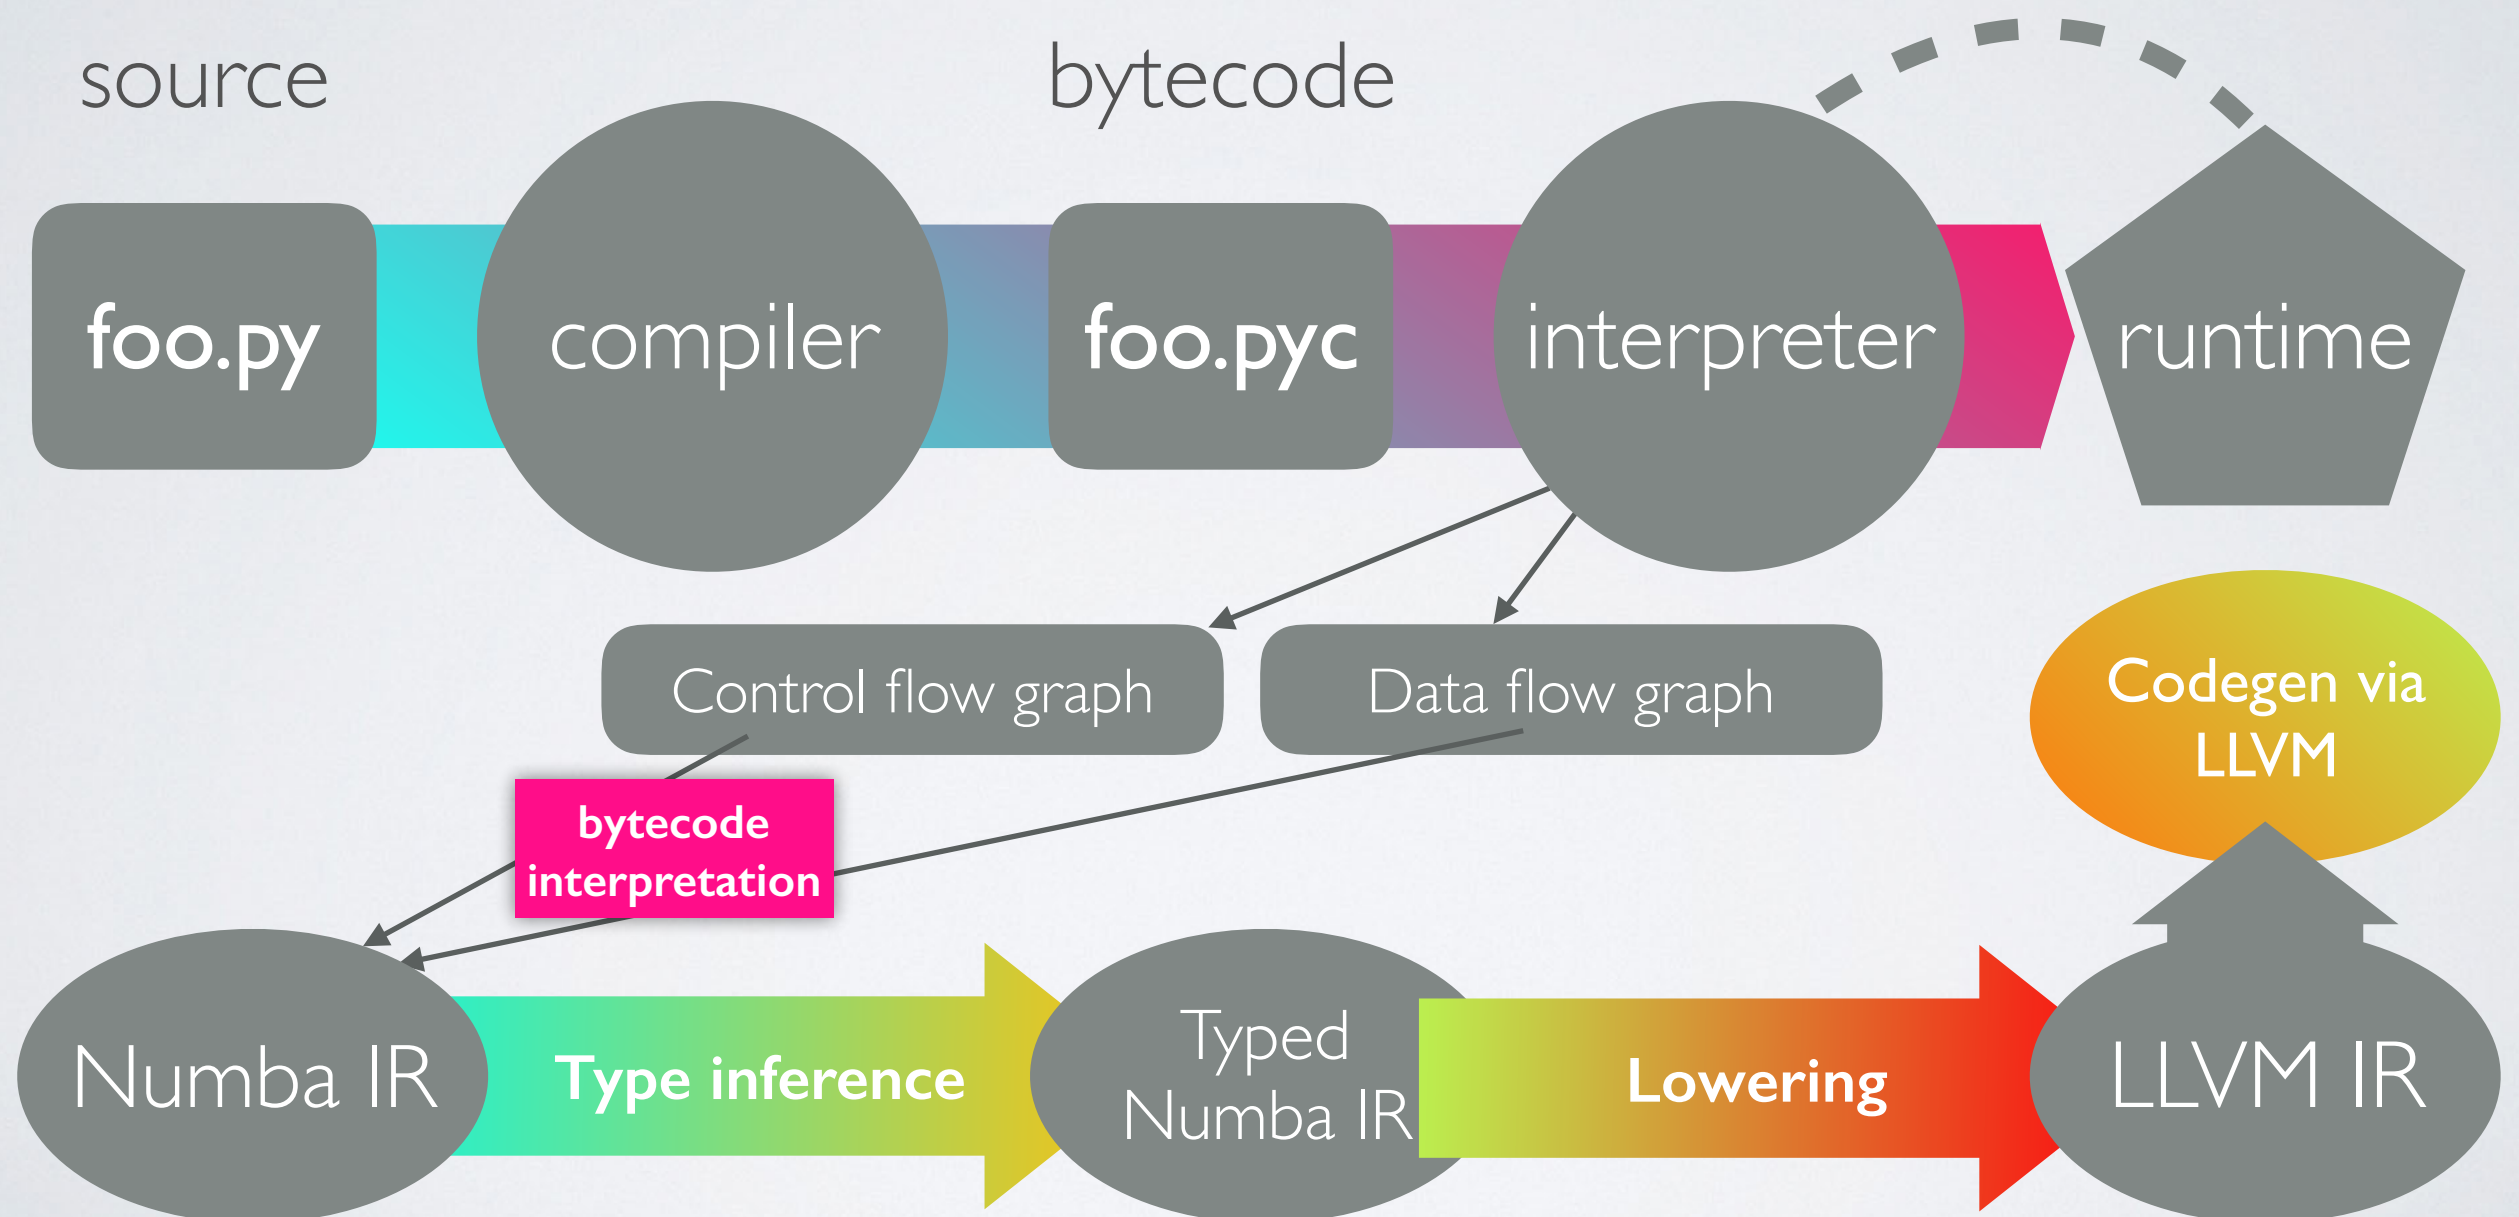 source
bytecode
foo.py
compiler
foo.pyc
interpreter
runtime
Control flow graph
Data flow graph
Codegen via
LLVM
bytecode
interpretation
Numba IR
Type inference
Typed
Numba IR
Lowering
LLVM IR